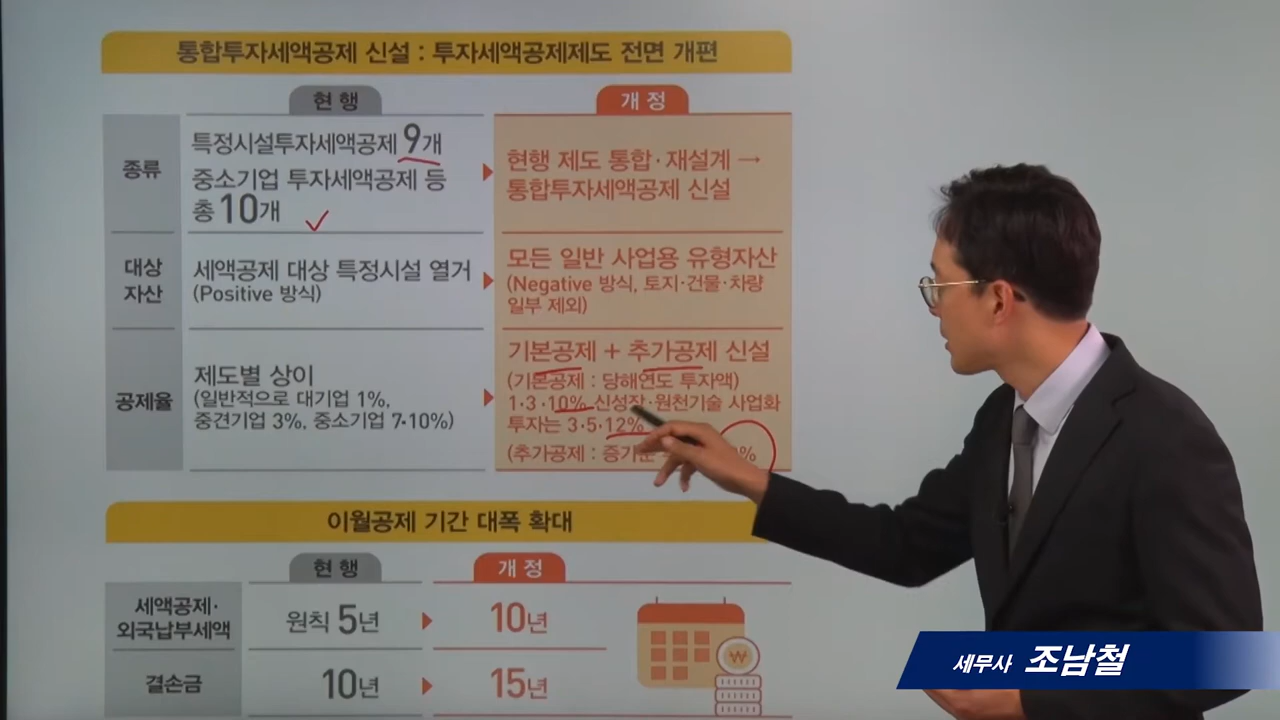 통합투자세액공제 신설 : 투자세액공제제도 전면 개편
현 행
개 정
종류
특정시설투자세액공제 9개
중소기업 투자세액공제 등
총 10개
현행 제도 통합·재설계 →
통합투자세액공제 신설
대상
자산
세액공제 대상 특정시설 열거
(Positive 방식)
모든 일반 사업용 유형자산
(Negative 방식, 토지·건물·차량
일부 제외)
공제율
제도별 상이
(일반적으로 대기업 1%,
중견기업 3%, 중소기업 7·10%)
기본공제 + 추가공제 신설
(기본공제 : 당해연도 투자액)
1·3·10% 신성장·원천기술 사업화
투자는 3·5·12%
(추가공제 :
이월공제 기간 대폭 확대
현 행
개 정
세액공제·
외국납부세액
원칙 5년
10년
결손금
10년
15년
세무사 조남철